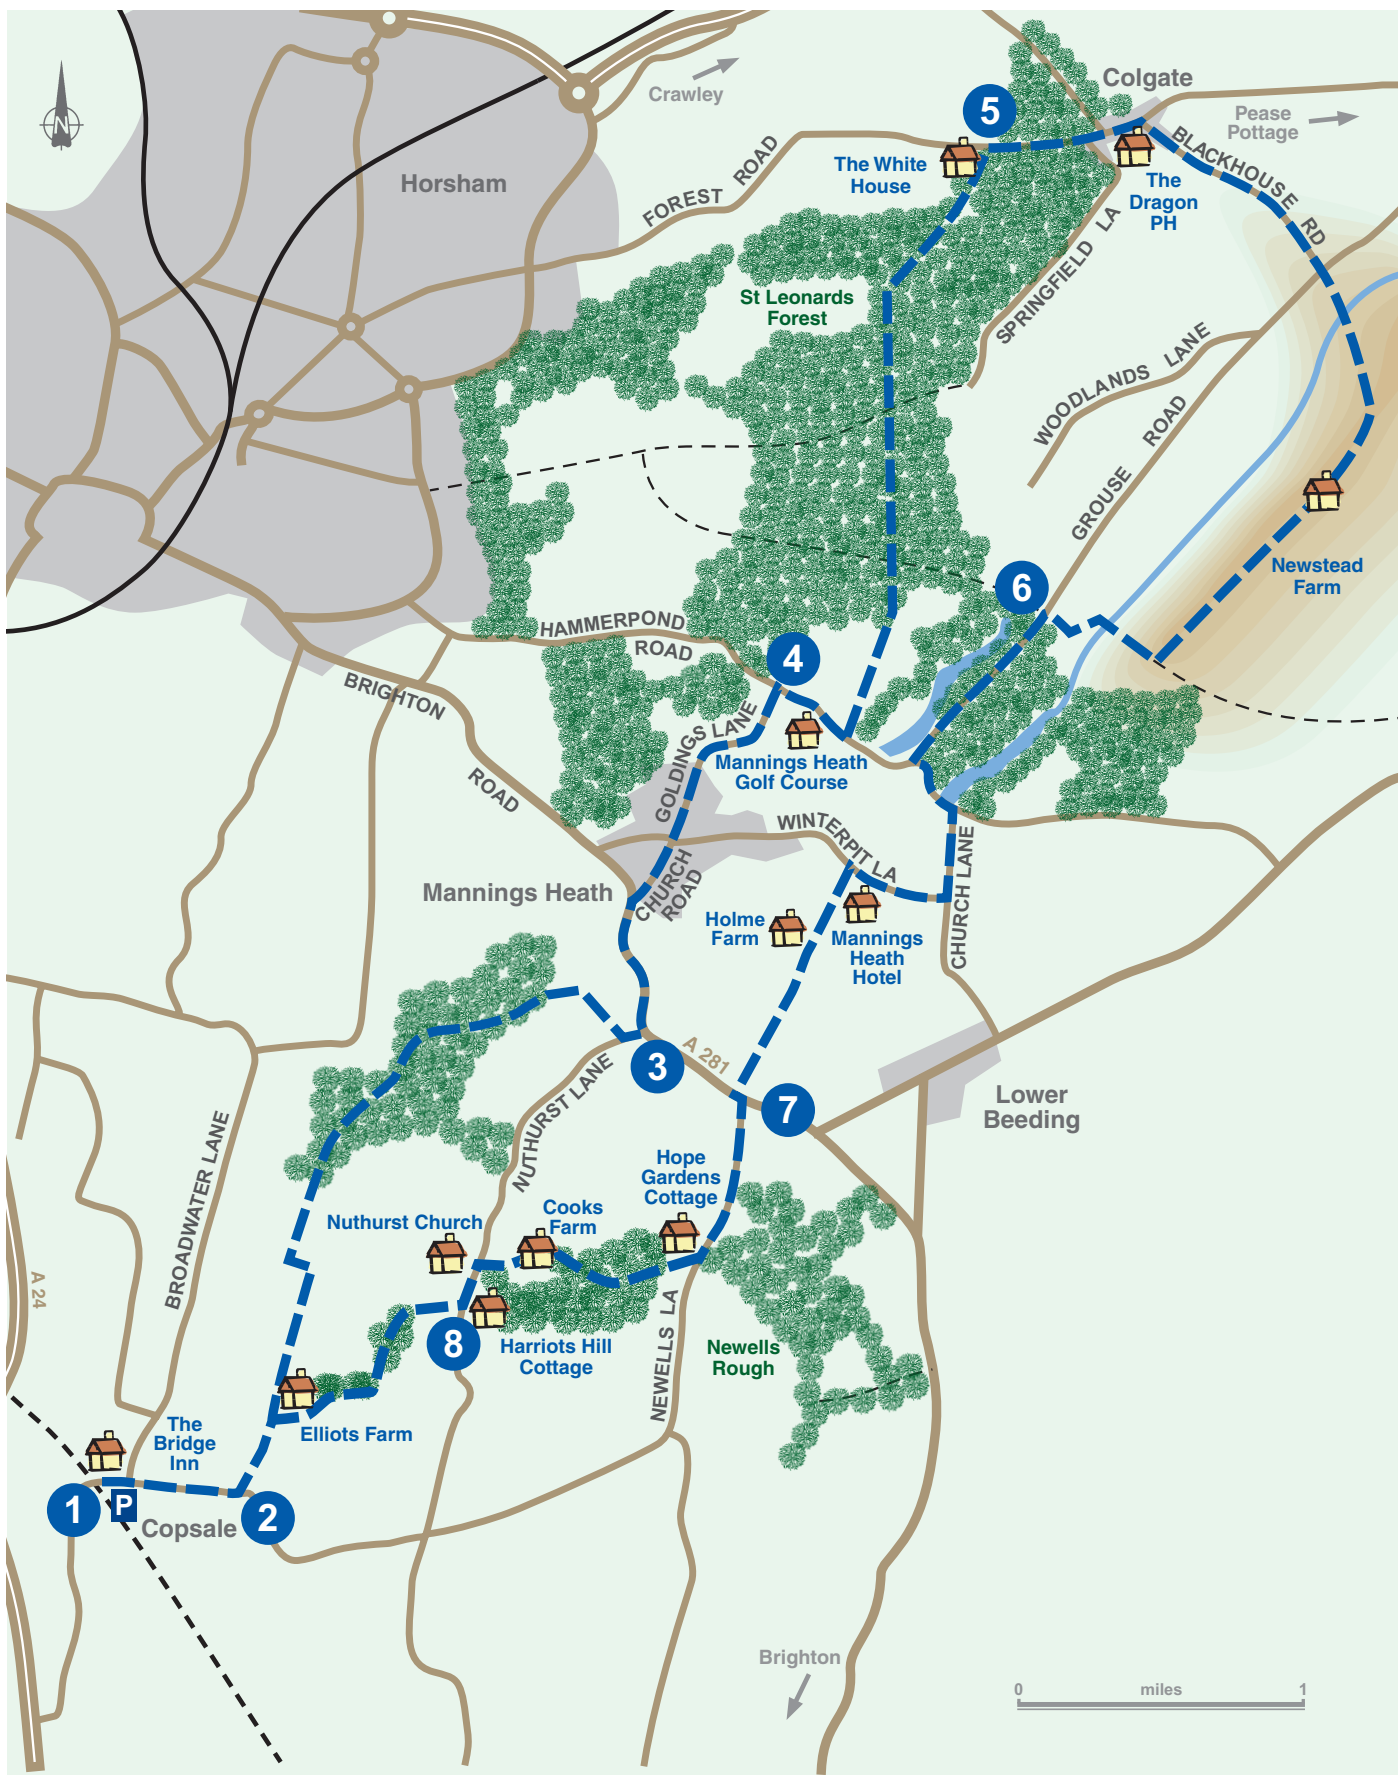 Colgate
Crawley
Pease
Pottage
5
N
Horsham
The White
House
FOREST ROAD
BLACKHOUSE RD
The
Dragon
PH
SPRINGFIELD LA
St Leonards
Forest
WOODLANDS LANE
GROUSE ROAD
Newstead
Farm
6
HAMMERPOND
ROAD
4
BRIGHTON
ROAD
GOLDINGS LANE
Mannings Heath
Golf Course
WINTERPIT LA
CHURCH LANE
Mannings Heath
CHURCH
ROAD
Holme
Farm
Mannings
Heath
Hotel
A 281
3
7
NUTHURST LANE
Lower
Beeding
BROADWATER LANE
Hope
Gardens
Cottage
Cooks
Farm
Nuthurst Church
A 24
8
Harriots Hill
Cottage
NEWELLS LA
Newells
Rough
Elliots Farm
The
Bridge
Inn
1
P
Copsale
2
Brighton
0 miles 1